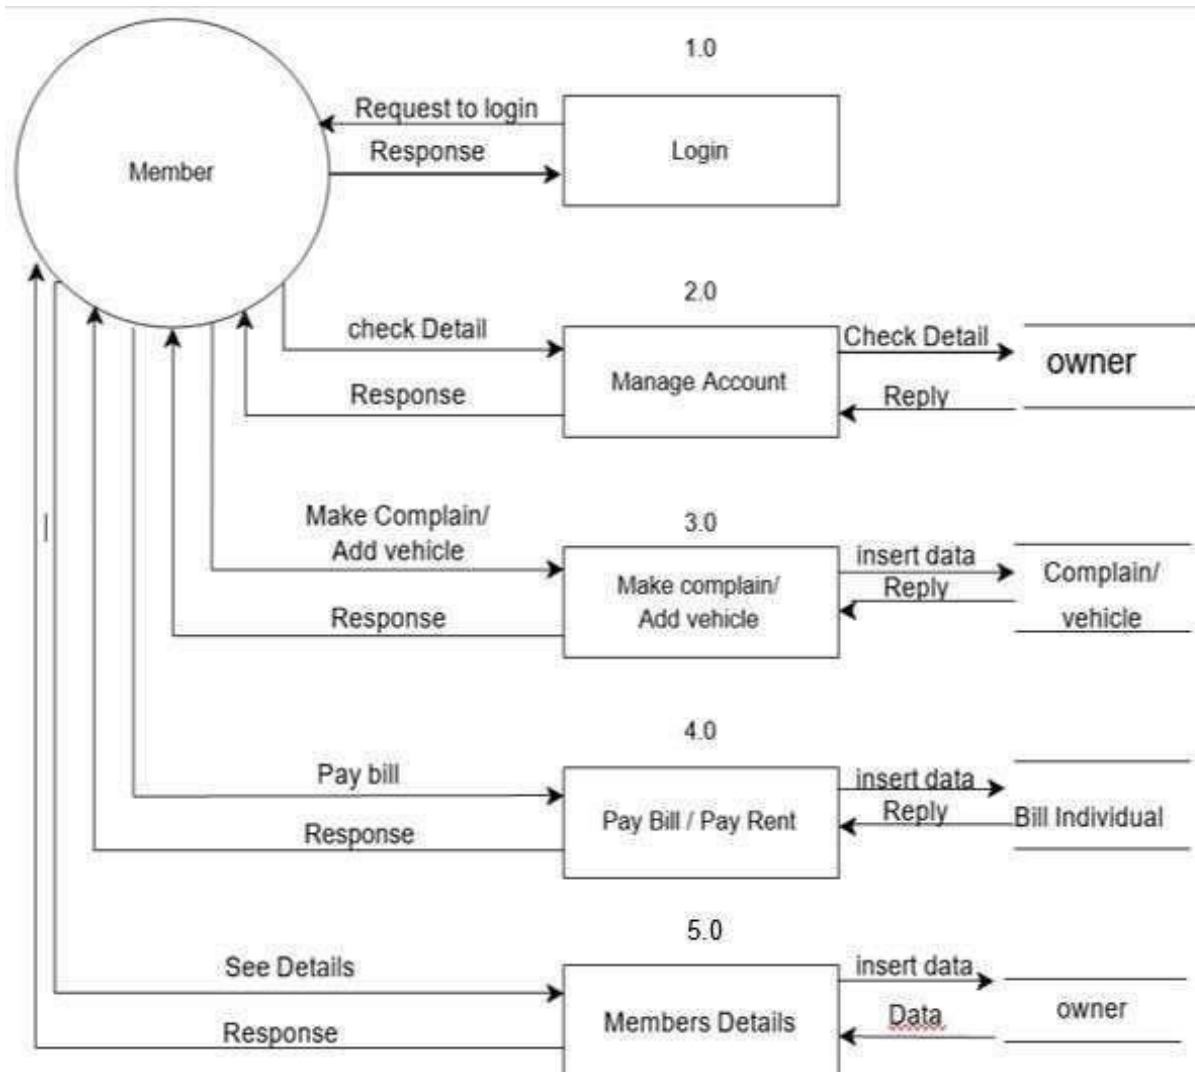 1.0
Request to login
Response
Member
Login
2.0
check Detail
Response
Manage Account
Check Detail
Reply
owner
Make Complain/
Add vehicle
Response
3.0
Make complain/
Add vehicle
insert data
Reply
Complain/
vehicle
4.0
Pay bill
Response
Pay Bill / Pay Rent
insert data
Reply
Bill Individual
5.0
See Details
Response
Members Details
insert data
Data
owner